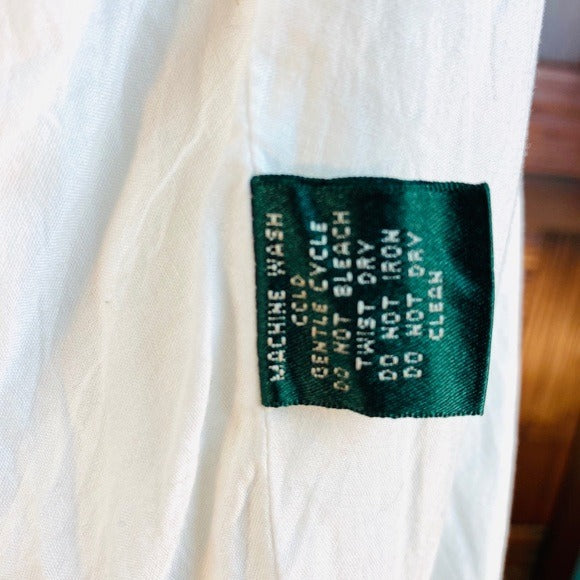 MACHINE WASH
COLD
GENTLE CYCLE
DO NOT BLEACH
TWIST DRY
DO NOT IRON
DO NOT DRY
CLEAN